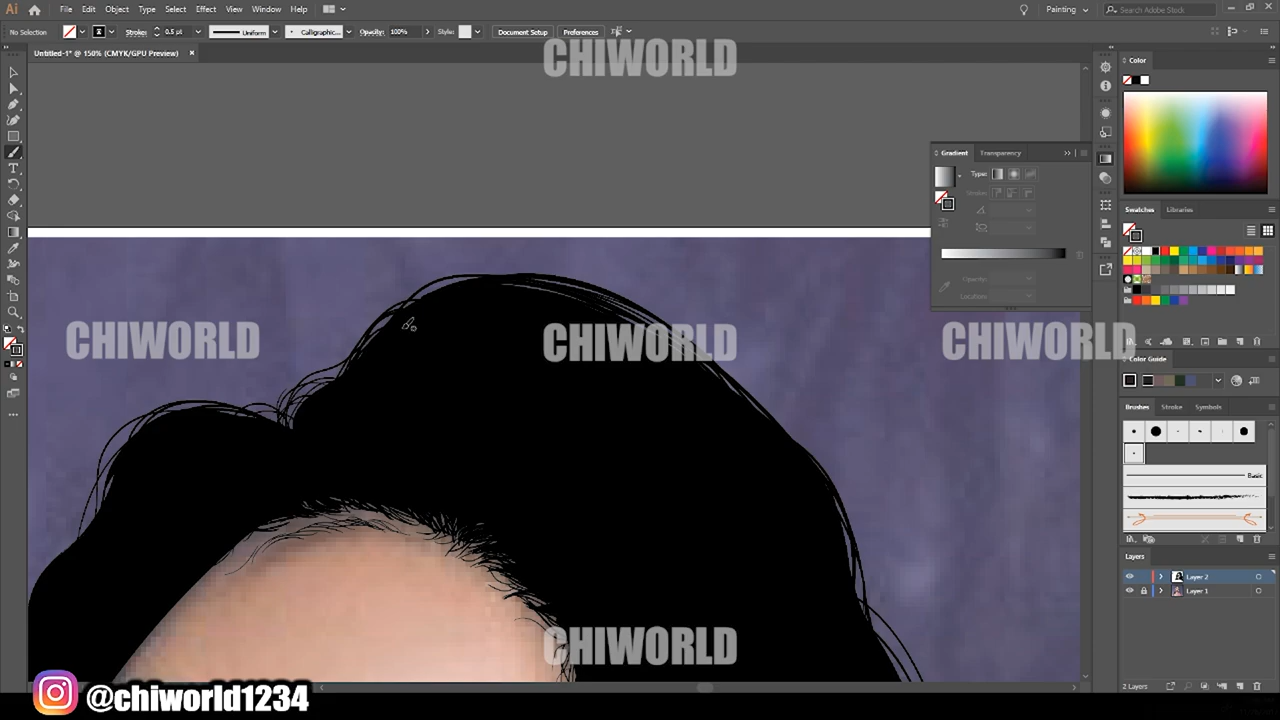 Ai File Edit Object Type Select Effect View Window Help Painting Search Adobe Stock
No Selection Stroke: 0.5 pt Uniform Calligraphic... Opacity: 100% Style: Document Setup Preferences
Untitled-1* @ 150% (CMYK/GPU Preview)
CHIWORLD
Color
Gradient Transparency
Type:
Stroke:
Swatches Libraries
Opacity:
Location:
CHIWORLD CHIWORLD CHIWORLD
Color Guide
Brushes Stroke Symbols
Basic
Layers
Layer 2
Layer 1
CHIWORLD
2 Layers
@chiworld1234